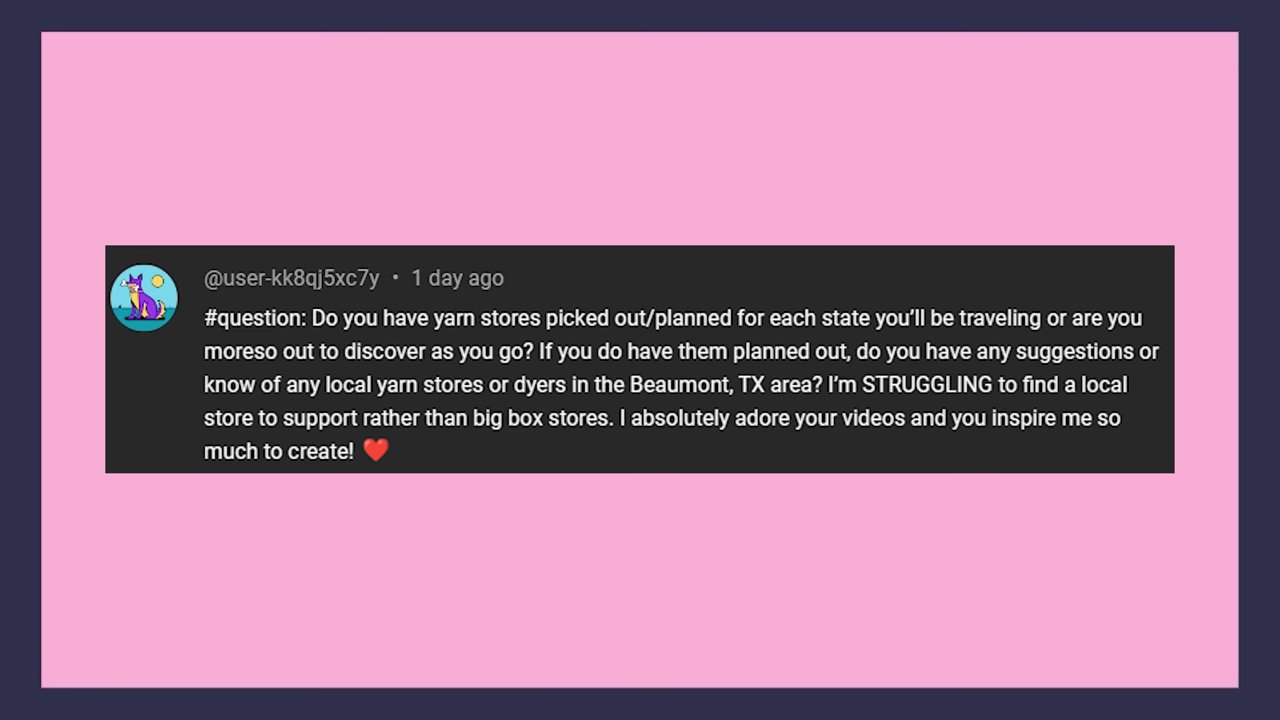 @user-kk8qj5xc7y • 1 day ago
#question: Do you have yarn stores picked out/planned for each state you’ll be traveling or are you
moreso out to discover as you go? If you do have them planned out, do you have any suggestions or
know of any local yarn stores or dyers in the Beaumont, TX area? I’m STRUGGLING to find a local
store to support rather than big box stores. I absolutely adore your videos and you inspire me so
much to create! ❤️